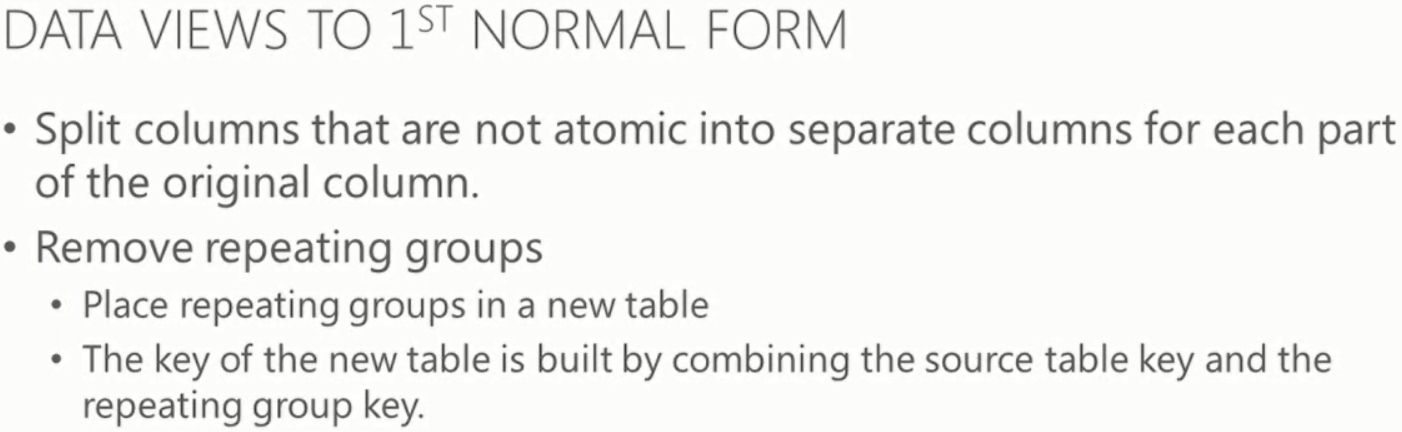 DATA VIEWS TO 1ST NORMAL FORM
• Split columns that are not atomic into separate columns for each part
of the original column.
• Remove repeating groups
• Place repeating groups in a new table
• The key of the new table is built by combining the source table key and the
repeating group key.